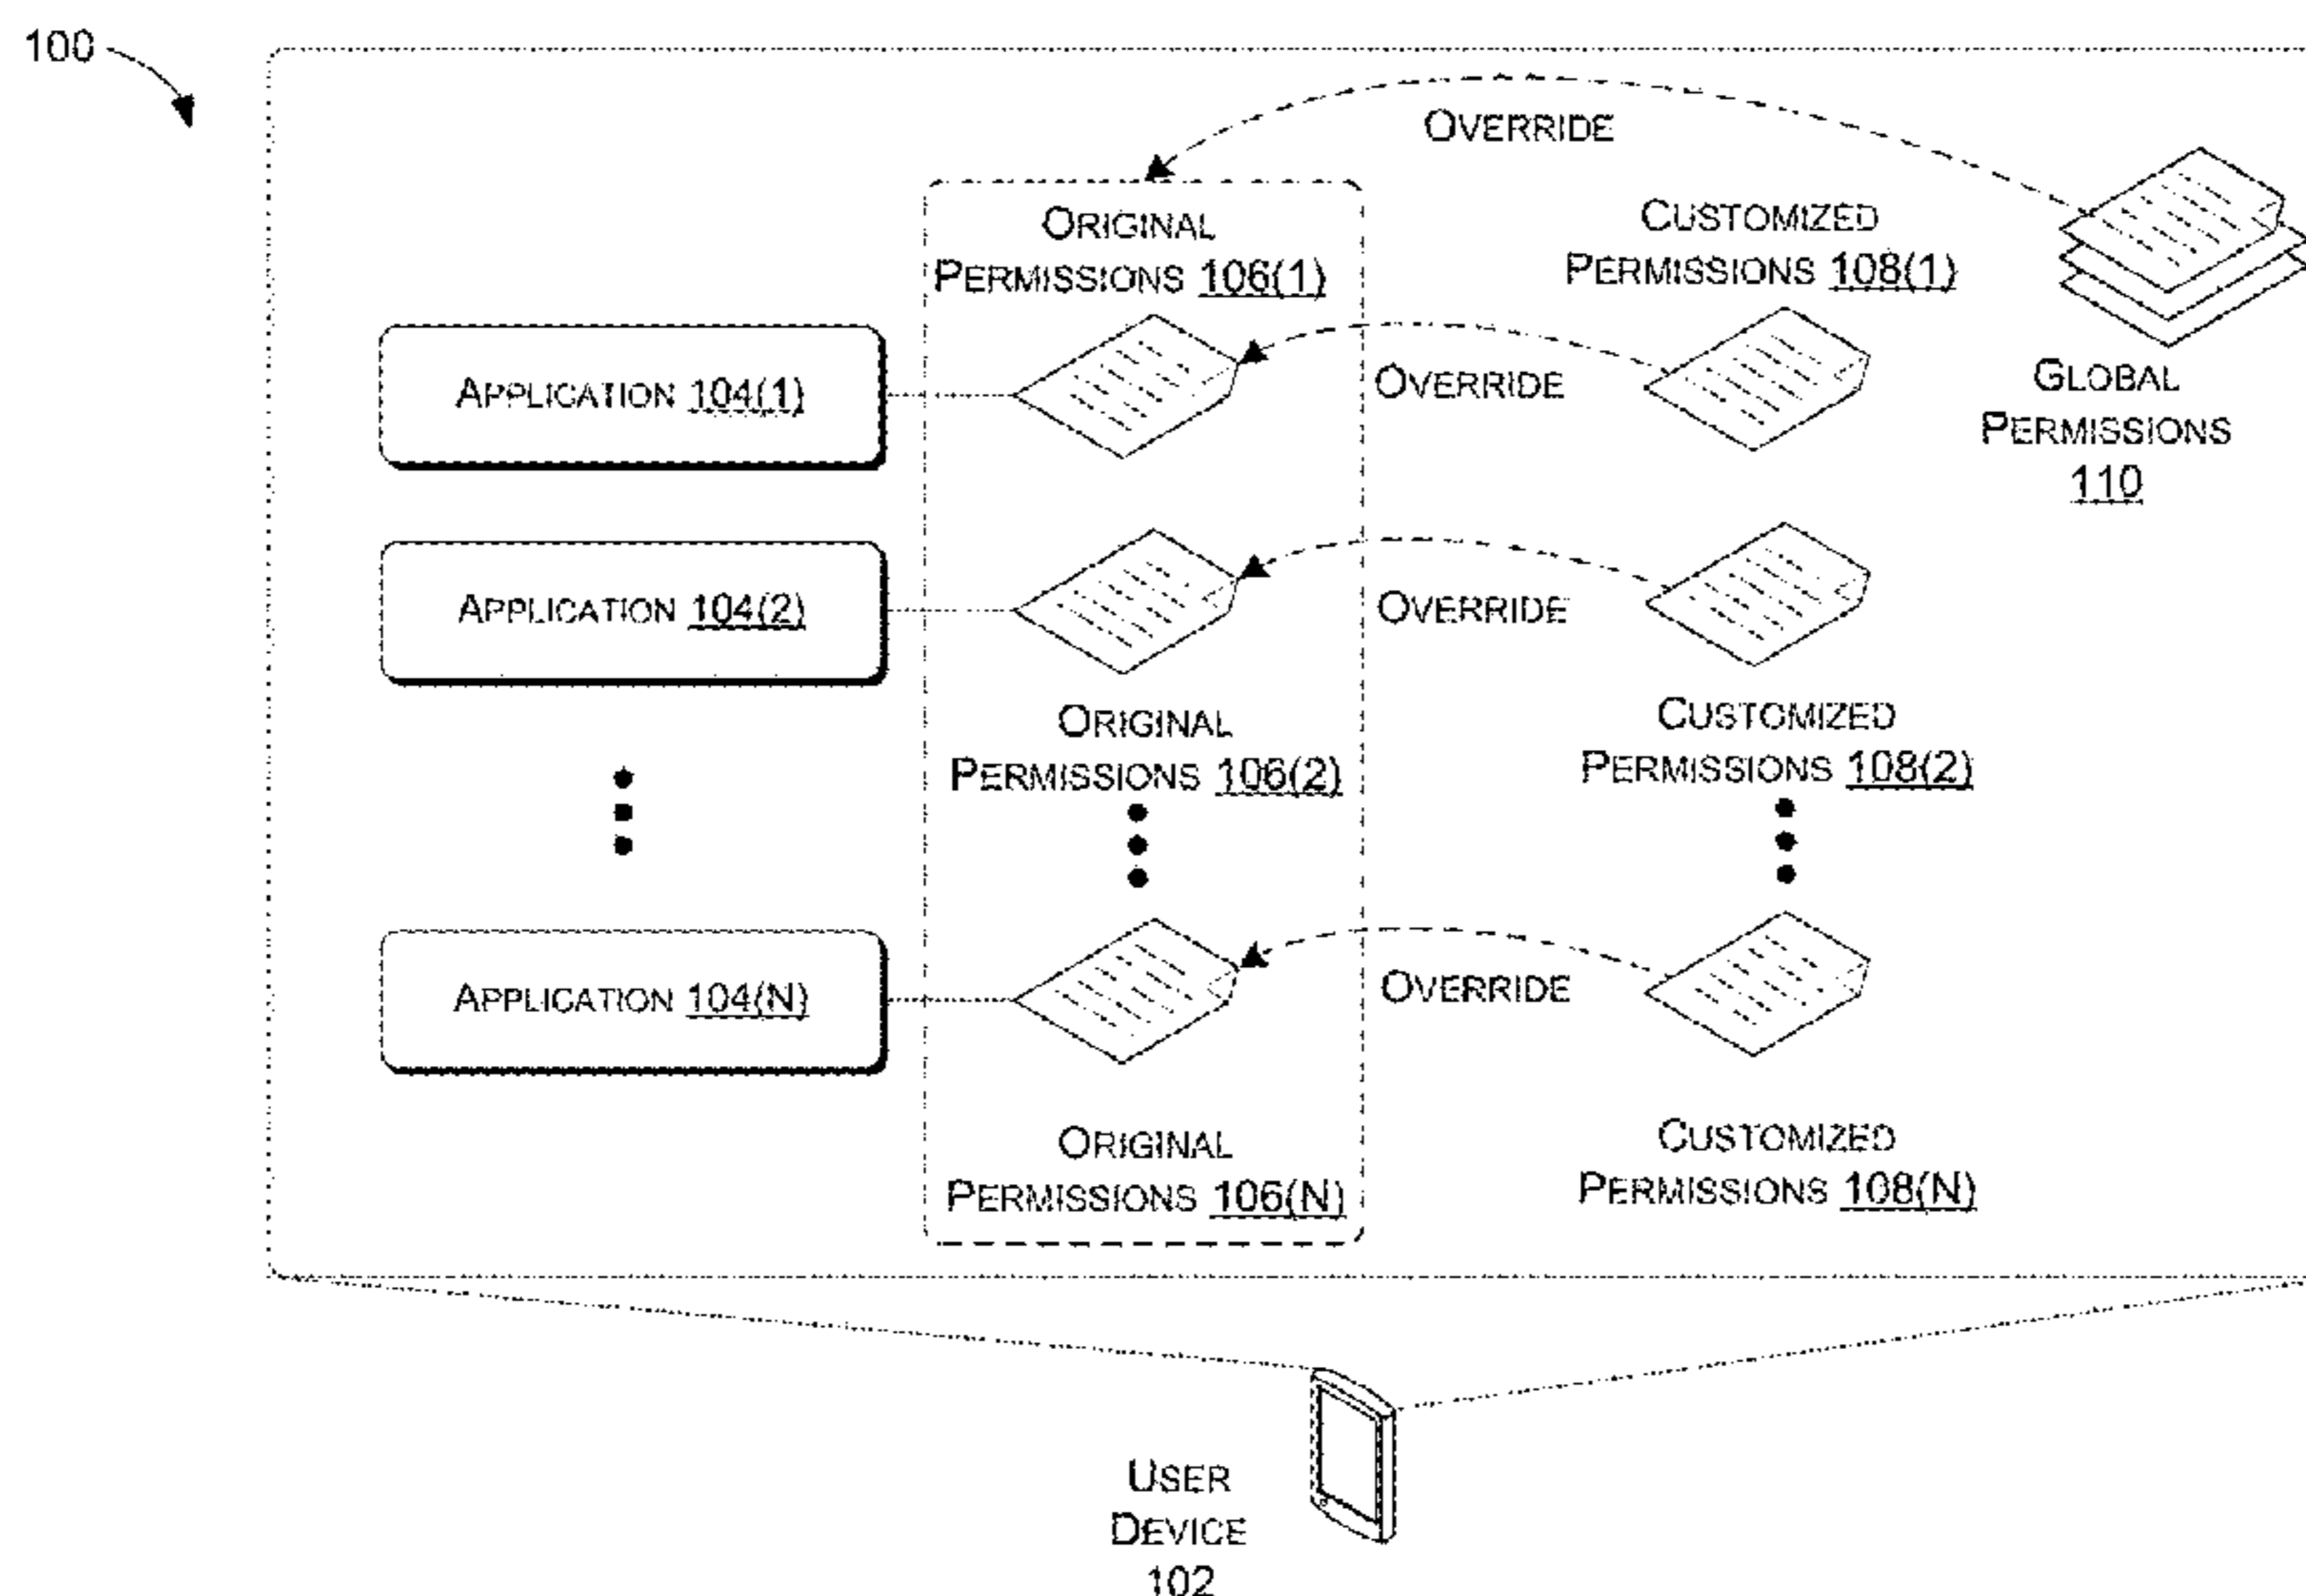 100
OVERRIDE
ORIGINAL
PERMISSIONS 106(1)
CUSTOMIZED
PERMISSIONS 108(1)
APPLICATION 104(1)
OVERRIDE
GLOBAL
PERMISSIONS
110
APPLICATION 104(2)
OVERRIDE
ORIGINAL
PERMISSIONS 106(2)
CUSTOMIZED
PERMISSIONS 108(2)
APPLICATION 104(N)
OVERRIDE
ORIGINAL
PERMISSIONS 106(N)
CUSTOMIZED
PERMISSIONS 108(N)
USER
DEVICE
102